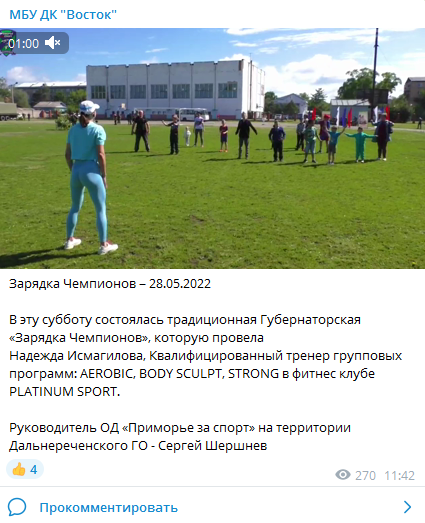 МБУ ДК "Восток"
01:00
Зарядка Чемпионов – 28.05.2022
В эту субботу состоялась традиционная Губернаторская
«Зарядка Чемпионов», которую провела
Надежда Исмагилова, Квалифицированный тренер групповых
программ: AEROBIC, BODY SCULPT, STRONG в фитнес клубе
PLATINUM SPORT.
Руководитель ОД «Приморье за спорт» на территории
Дальнереченского ГО - Сергей Шершнев
4
270 11:42
Прокомментировать